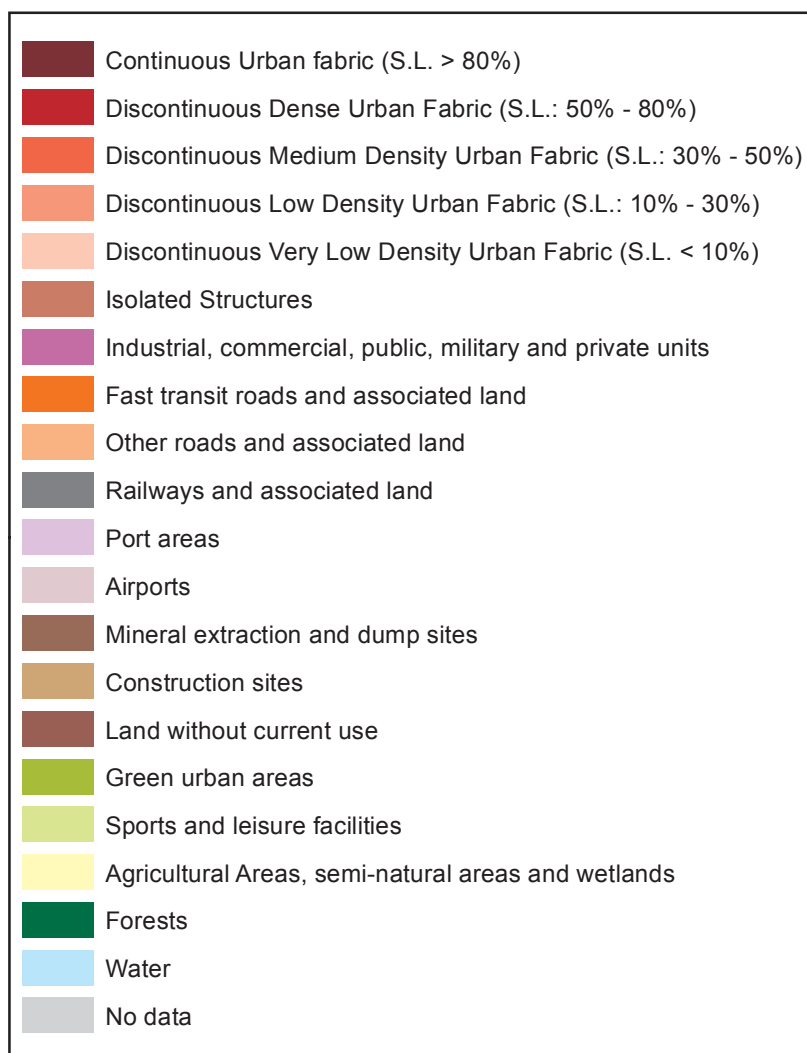 Continuous Urban fabric (S.L. > 80%)
Discontinuous Dense Urban Fabric (S.L.: 50% - 80%)
Discontinuous Medium Density Urban Fabric (S.L.: 30% - 50%)
Discontinuous Low Density Urban Fabric (S.L.: 10% - 30%)
Discontinuous Very Low Density Urban Fabric (S.L. < 10%)
Isolated Structures
Industrial, commercial, public, military and private units
Fast transit roads and associated land
Other roads and associated land
Railways and associated land
Port areas
Airports
Mineral extraction and dump sites
Construction sites
Land without current use
Green urban areas
Sports and leisure facilities
Agricultural Areas, semi-natural areas and wetlands
Forests
Water
No data